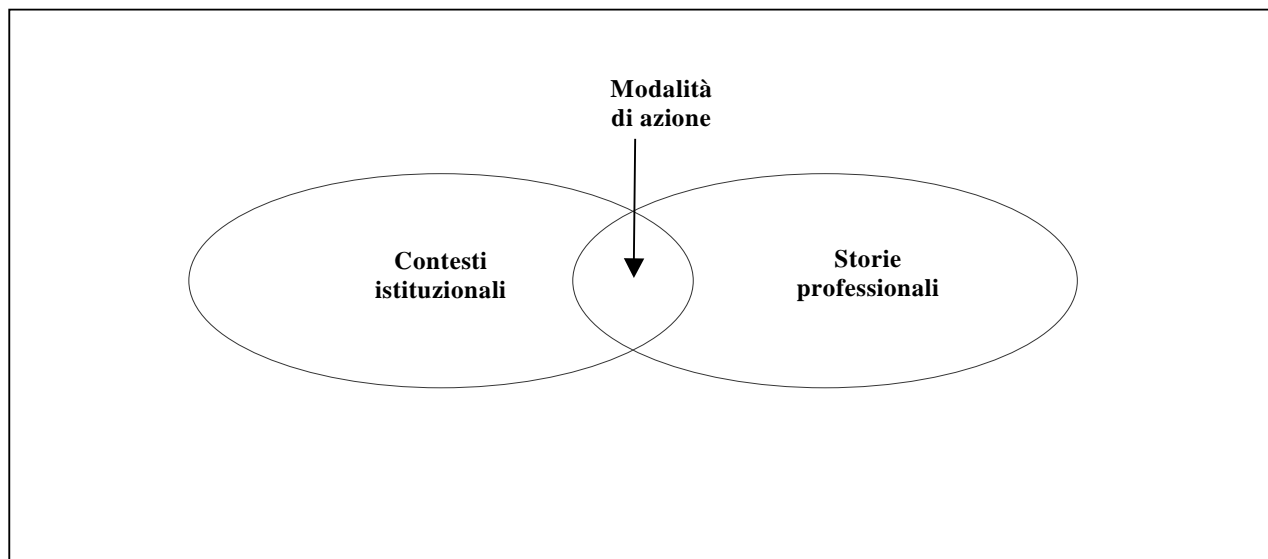 Modalità
di azione
Contesti
istituzionali
Storie
professionali